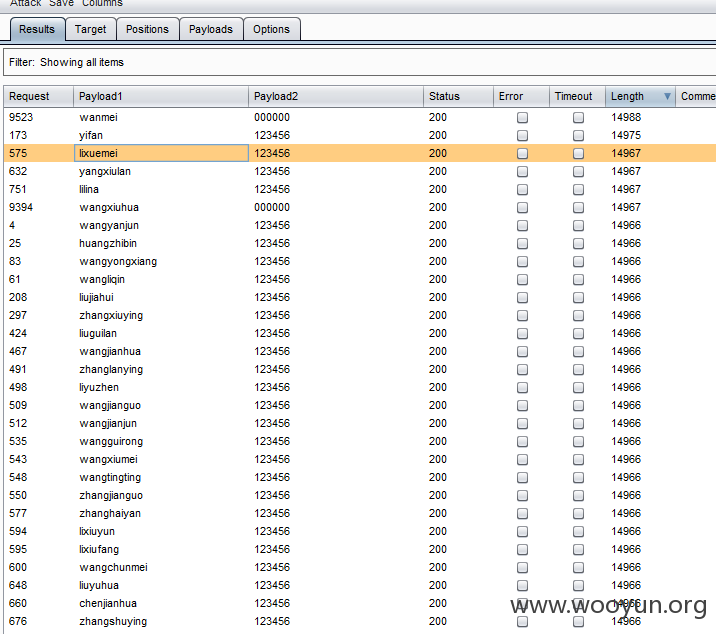 Attack Save Columns
Results Target Positions Payloads Options
Filter: Showing all items
Request Payload1 Payload2 Status Error Timeout Length Comme
9523 wanmei 000000 200 14988
173 yifan 123456 200 14975
575 lixuemei 123456 200 14967
632 yangxiulan 123456 200 14967
751 lilina 123456 200 14967
9394 wangxiuhua 000000 200 14967
4 wangyanjun 123456 200 14966
25 huangzhibin 123456 200 14966
83 wangyongxiang 123456 200 14966
61 wangliqin 123456 200 14966
208 liujiahui 123456 200 14966
297 zhangxiuying 123456 200 14966
424 liuguilan 123456 200 14966
467 wangjianhua 123456 200 14966
491 zhanglanying 123456 200 14966
498 liyuzhen 123456 200 14966
509 wangjianguo 123456 200 14966
512 wangjianjun 123456 200 14966
535 wangguirong 123456 200 14966
543 wangxiumei 123456 200 14966
548 wangtingting 123456 200 14966
550 zhangjianguo 123456 200 14966
577 zhanghaiyan 123456 200 14966
594 lixiuyun 123456 200 14966
595 lixiufang 123456 200 14966
600 wangchunmei 123456 200 14966
648 liuyuhua 123456 200 14966
660 chenjianhua 123456 200 14966
676 zhangshuying 123456 200 14966
www.wooyun.org